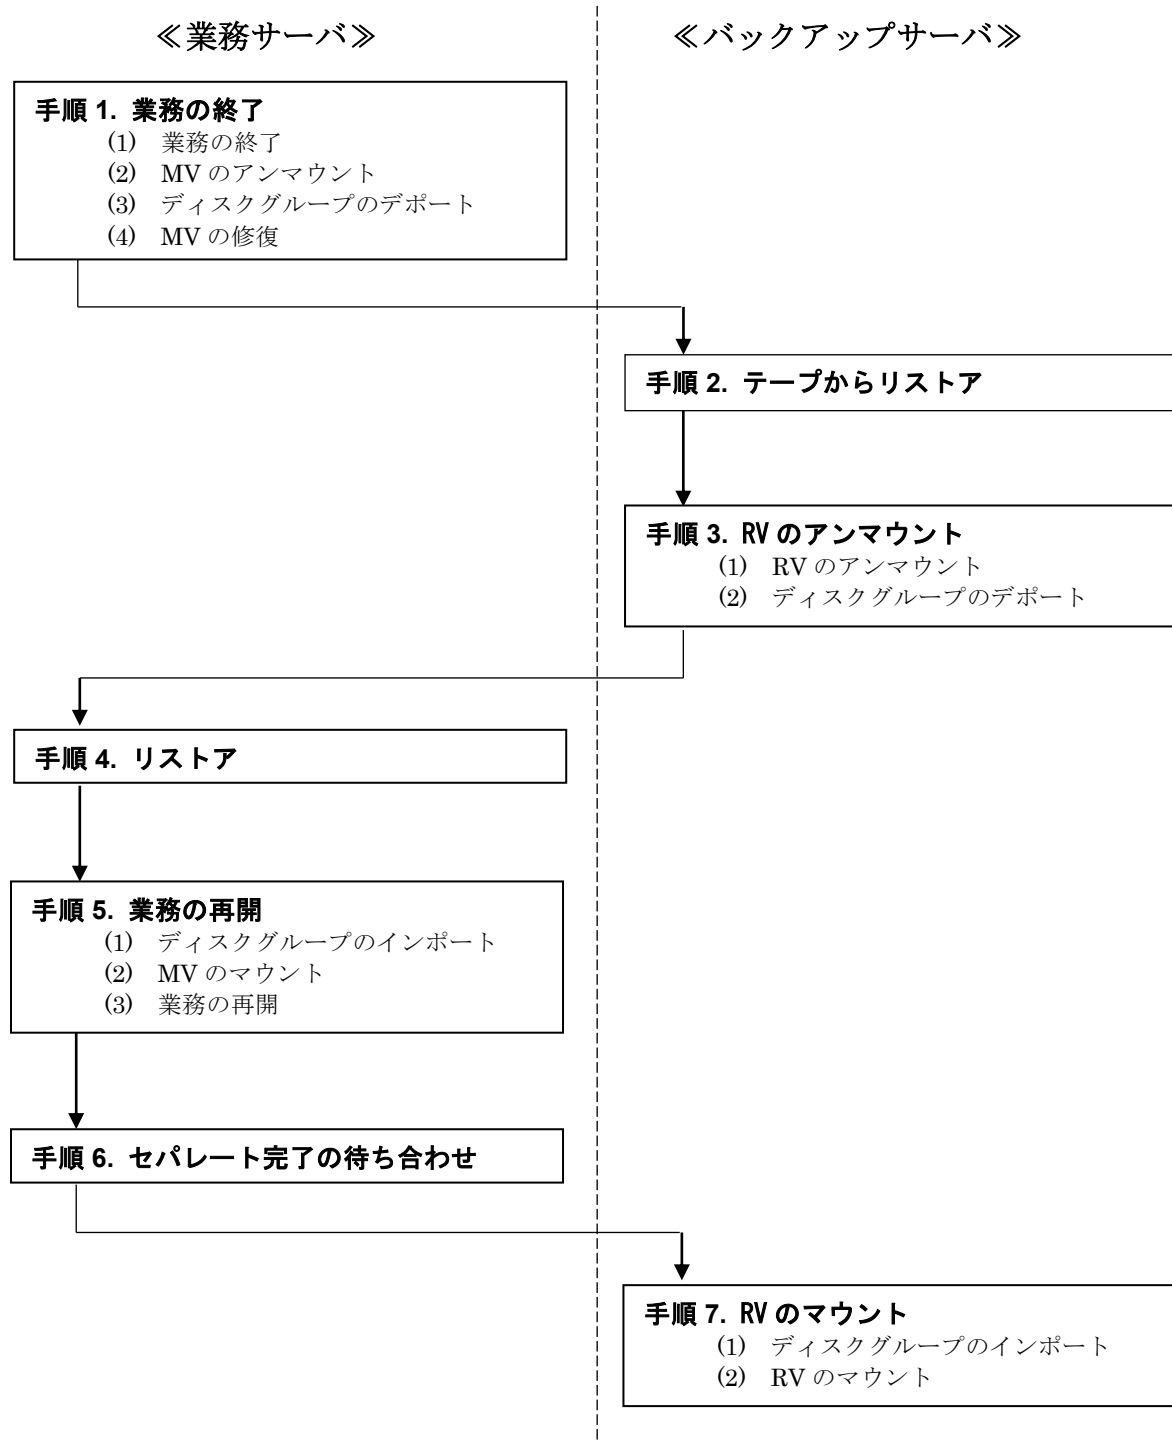 ≪業務サーバ≫
≪バックアップサーバ≫
手順 1. 業務の終了
(1) 業務の終了
(2) MV のアンマウント
(3) ディスクグループのデポート
(4) MV の修復
手順 2. テープからリストア
手順 3. RV のアンマウント
(1) RV のアンマウント
(2) ディスクグループのデポート
手順 4. リストア
手順 5. 業務の再開
(1) ディスクグループのインポート
(2) MV のマウント
(3) 業務の再開
手順 6. セパレート完了の待ち合わせ
手順 7. RV のマウント
(1) ディスクグループのインポート
(2) RV のマウント